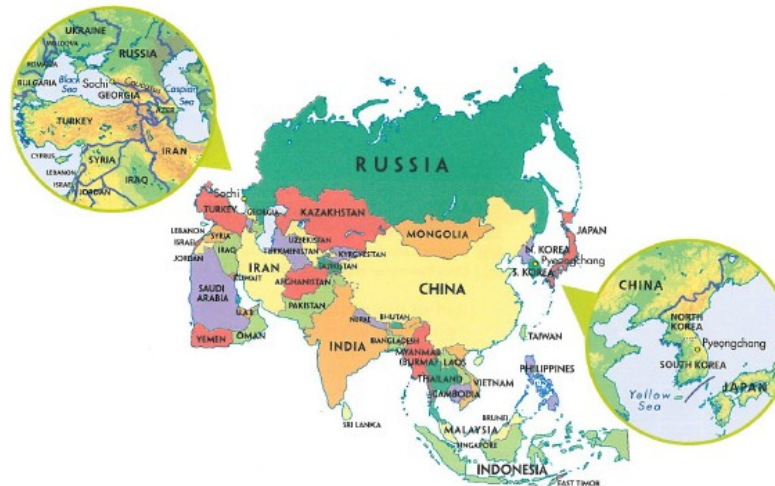 UKRAINE
MOLDOVA
RUSSIA
ROMANIA
BULGARIA
Black
Sea
Sochi
Caucasus
Caspian
Sea
GEORGIA
AZER.
TURKEY
CYPRUS
SYRIA
IRAN
LEBANON
ISRAEL
IRAQ
JORDAN
RUSSIA
Sochi
TURKEY
GEORGIA
KAZAKHSTAN
MONGOLIA
JAPAN
LEBANON
SYRIA
UZBEKISTAN
N. KOREA
ISRAEL
IRAQ
TURKMENISTAN
KYRGYZSTAN
Pyeongchang
JORDAN
IRAN
TAJIKISTAN
S. KOREA
KUWAIT
AFGHANISTAN
CHINA
SAUDI
ARABIA
PAKISTAN
U.A.E
NEPAL
BHUTAN
OMAN
YEMEN
INDIA
BANGLADESH
TAIWAN
MYANMAR
(BURMA)
LAOS
THAILAND
VIETNAM
PHILIPPINES
CAMBODIA
SRI LANKA
BRUNEI
MALAYSIA
SINGAPORE
INDONESIA
EAST TIMOR
CHINA
NORTH
KOREA
Pyeongchang
SOUTH KOREA
JAPAN
Yellow
Sea